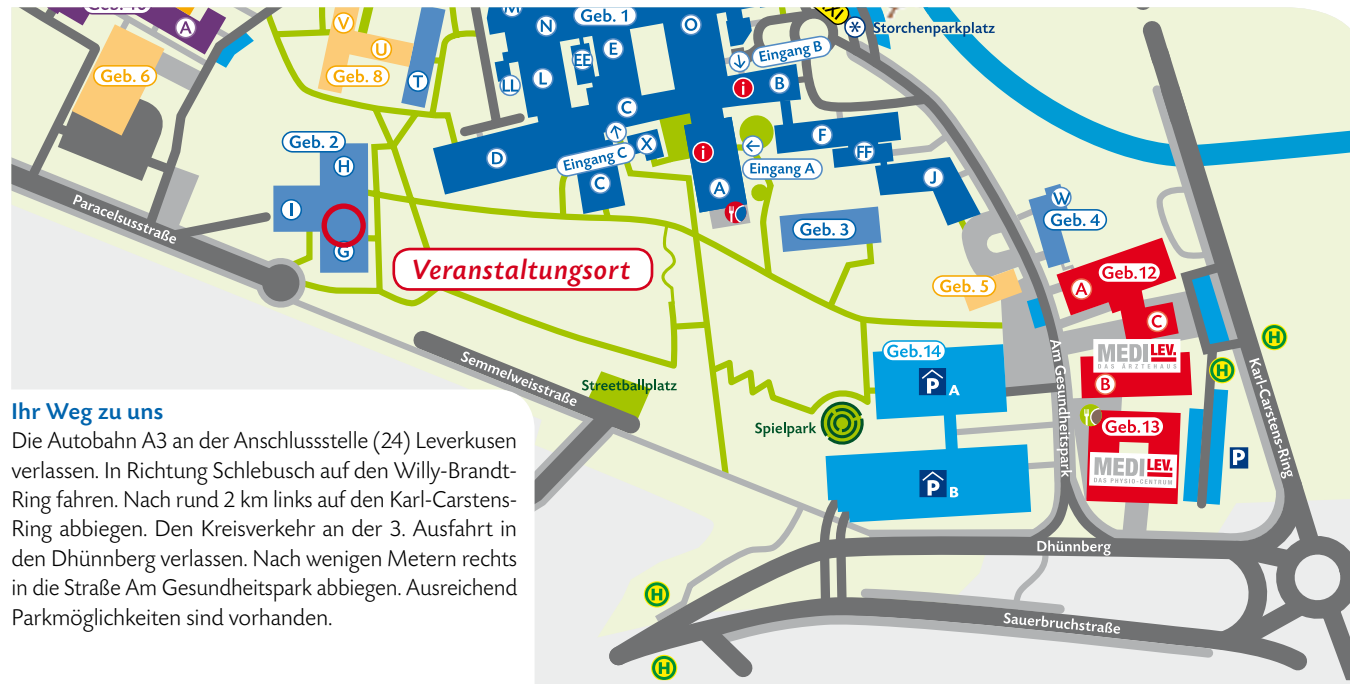 Geb. 10
A
V
U
Geb. 8
T
Geb. 6
M
N
Geb. 1
O
E
EE
L
LL
TAXI
Storchenparkplatz
Eingang B
i
B
C
D
Eingang C
X
C
i
A
Eingang A
F
FF
J
Geb. 2
H
I
G
Paracelsusstraße
Veranstaltungsort
Geb. 3
W
Geb. 4
Geb. 5
Geb. 12
A
C
MEDILEV.
DAS ÄRZTEHAUS
B
Geb. 13
MEDILEV.
DAS PHYSIO-CENTRUM
H
H
P
Karl-Carstens-Ring
Am Gesundheitspark
Geb. 14
P A
P B
Semmelweisstraße
Streetballplatz
Spielpark
Dhünnberg
Sauerbruchstraße
H
H
Ihr Weg zu uns
Die Autobahn A3 an der Anschlussstelle (24) Leverkusen
verlassen. In Richtung Schlebusch auf den Willy-Brandt-
Ring fahren. Nach rund 2 km links auf den Karl-Carstens-
Ring abbiegen. Den Kreisverkehr an der 3. Ausfahrt in
den Dhünnberg verlassen. Nach wenigen Metern rechts
in die Straße Am Gesundheitspark abbiegen. Ausreichend
Parkmöglichkeiten sind vorhanden.